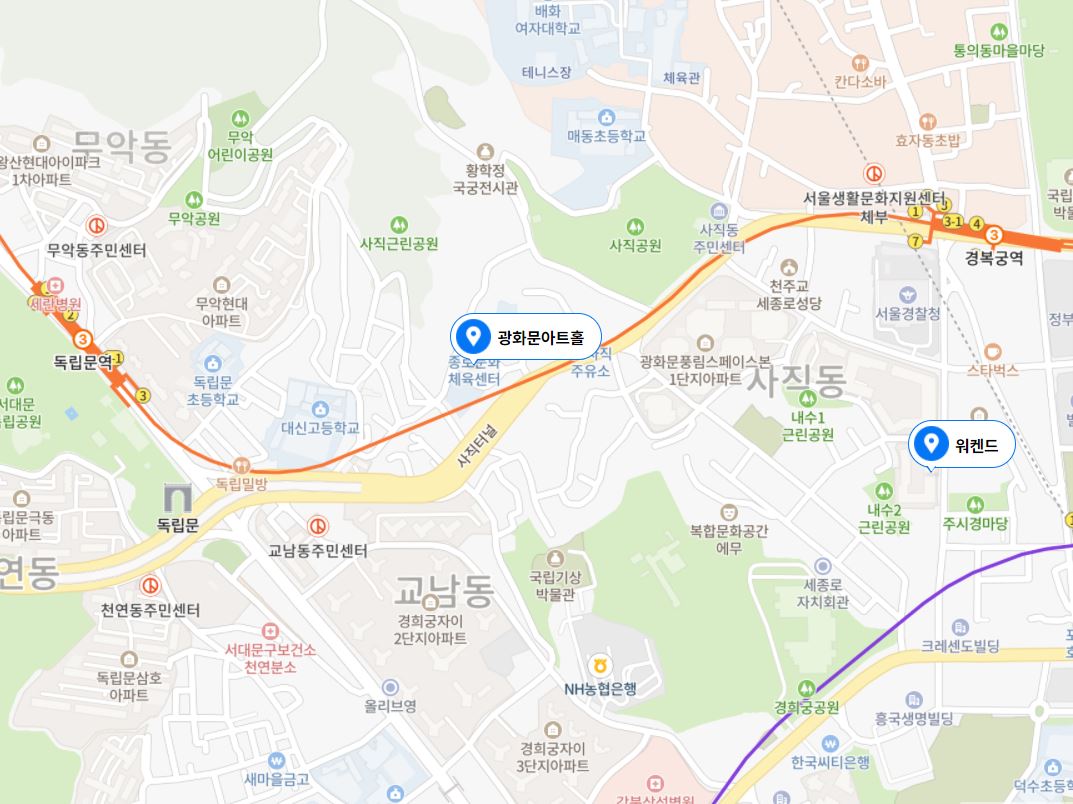 배화
여자대학교
통의동마을마당
테니스장
체육관
칸다소바
무악동
무악
어린이공원
매동초등학교
효자동초밥
왕산현대아이파크
1차아파트
황학정
국궁전시관
무악공원
서울생활문화지원센터
체부
1
5
3-1
4
7
3
경복궁역
무악동주민센터
사직근린공원
사직공원
사직동
주민센터
천주교
세종로성당
서울경찰청
세란병원
2
무악현대
아파트
3
독립문역
3
광화문아트홀
종로문화
체육센터
사직
주유소
광화문풍림스페이스본
1단지아파트
사직동
스타벅스
독립문
초등학교
서대문
독립공원
대신고등학교
내수1
근린공원
워켄드
사직터널
독립밀방
독립문
독립문극동
아파트
교남동주민센터
복합문화공간
에무
내수2
근린공원
주시경마당
국립기상
박물관
세종로
자치회관
교남동
천연동주민센터
경희궁자이
2단지아파트
서대문구보건소
천연분소
크레센도빌딩
독립문삼호
아파트
올리브영
NH농협은행
경희궁공원
흥국생명빌딩
경희궁자이
3단지아파트
한국씨티은행
새마을금고
강북삼성병원
덕수초등학교